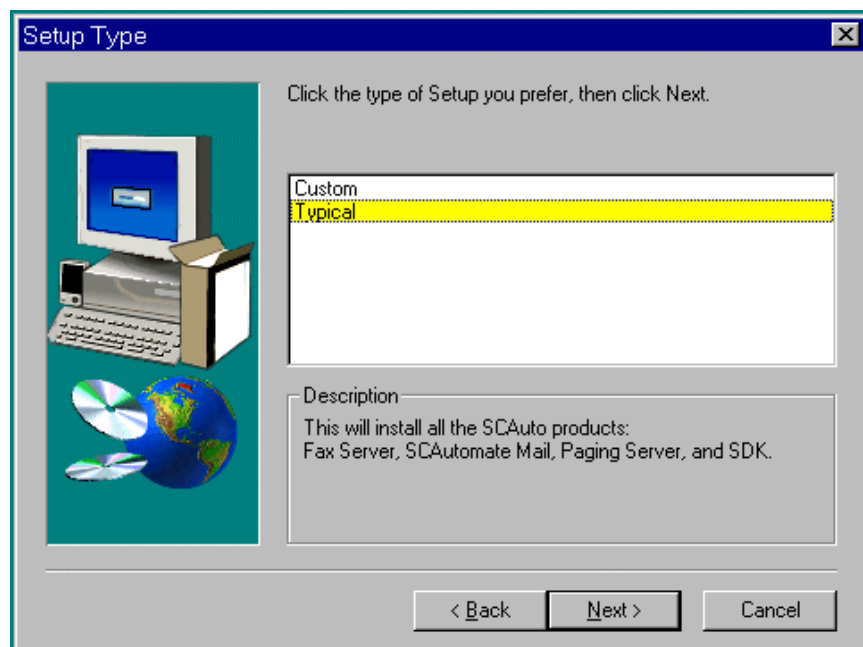 Setup Type
Click the type of Setup you prefer, then click Next.
Custom
Typical
Description
This will install all the SCAuto products:
Fax Server, SCAutomate Mail, Paging Server, and SDK.
< Back Next > Cancel